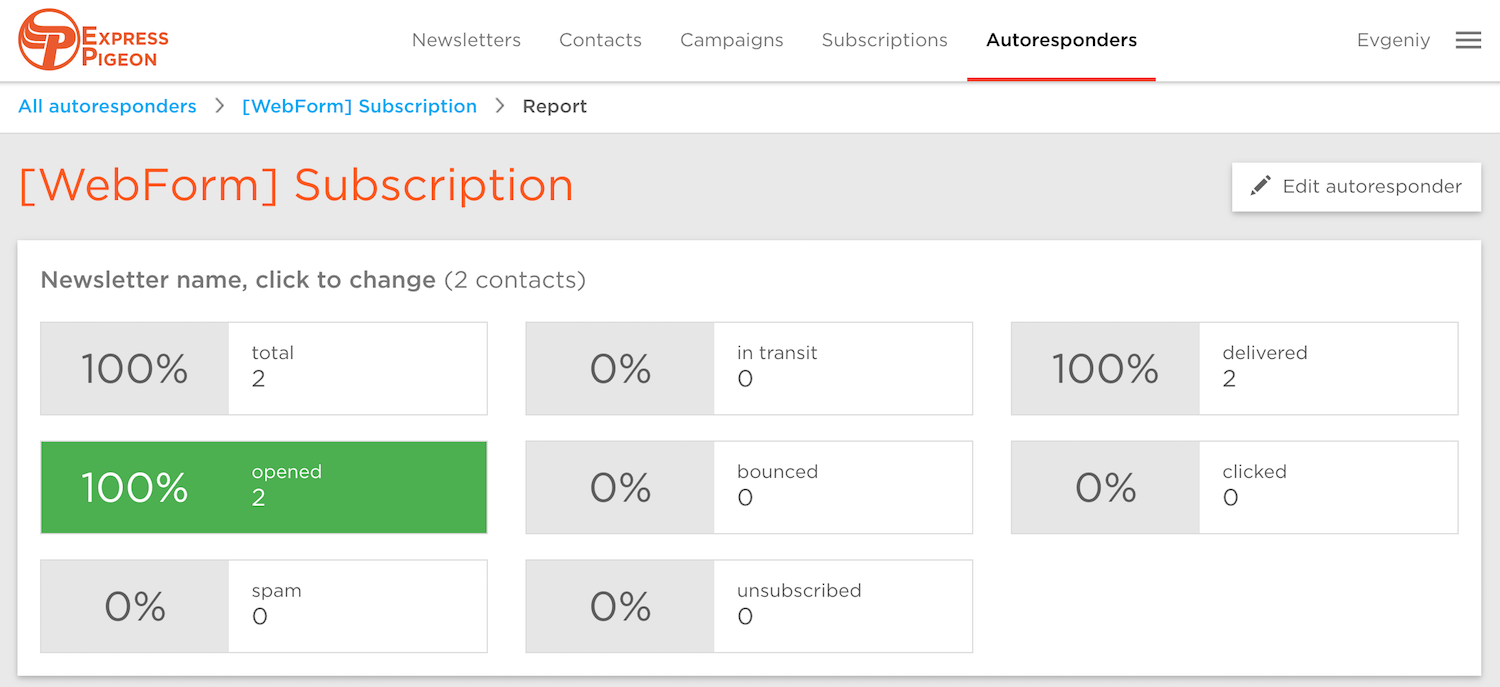 EXPRESS
PIGEON
Newsletters Contacts Campaigns Subscriptions Autoresponders Evgeniy
All autoresponders > [WebForm] Subscription > Report
[WebForm] Subscription
Edit autoresponder
Newsletter name, click to change (2 contacts)
100% total 2
0% in transit 0
100% delivered 2
100% opened 2
0% bounced 0
0% clicked 0
0% spam 0
0% unsubscribed 0